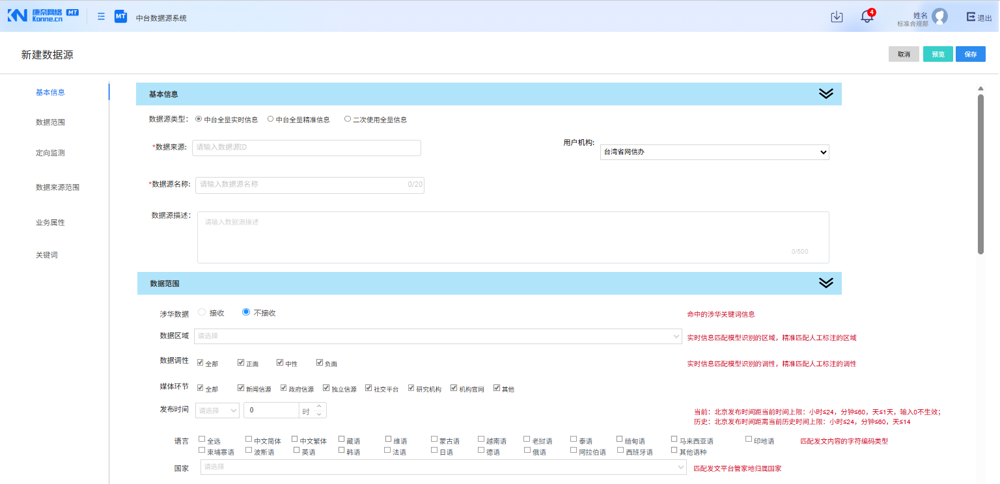 康奈网络 MT
Konne.cn
MT 中台数据源系统
4
姓名
标准合规部
退出
新建数据源
取消 预览 保存
基本信息
数据范围
定向监测
数据来源范围
业务属性
关键词
基本信息
数据源类型: 中台全量实时信息 中台全量精准信息 二次使用全量信息
*数据来源: 请输入数据源ID
用户机构: 台湾省网信办
*数据源名称: 请输入数据源名称 0/20
数据源描述: 请输入数据源描述
0/500
数据范围
涉华数据 接收 不接收 命中的涉华关键词信息
数据区域 请选择 实时信息匹配模型识别的区域，精准匹配人工标注的区域
数据调性 全部 正面 中性 负面 实时信息匹配模型识别的调性，精准匹配人工标注的调性
媒体环节 全部 新闻信源 政府信源 独立信源 社交平台 研究机构 机构官网 其他
发布时间 请选择 0 时
当前：北京发布时间距当前时间上限：小时≤24，分钟≤60，天≤1天，输入0不生效；
历史：北京发布时间距离当前历史时间上限：小时≤24，分钟≤60，天≤14
语言 全选 中文简体 中文繁体 藏语 维语 蒙古语 越南语 老挝语 泰语 缅甸语 马来西亚语 印地语 匹配发文内容的字符编码类型
柬埔寨语 波斯语 英语 韩语 法语 日语 德语 俄语 阿拉伯语 西班牙语 其他语种
国家 请选择 匹配发文平台管家地归属国家